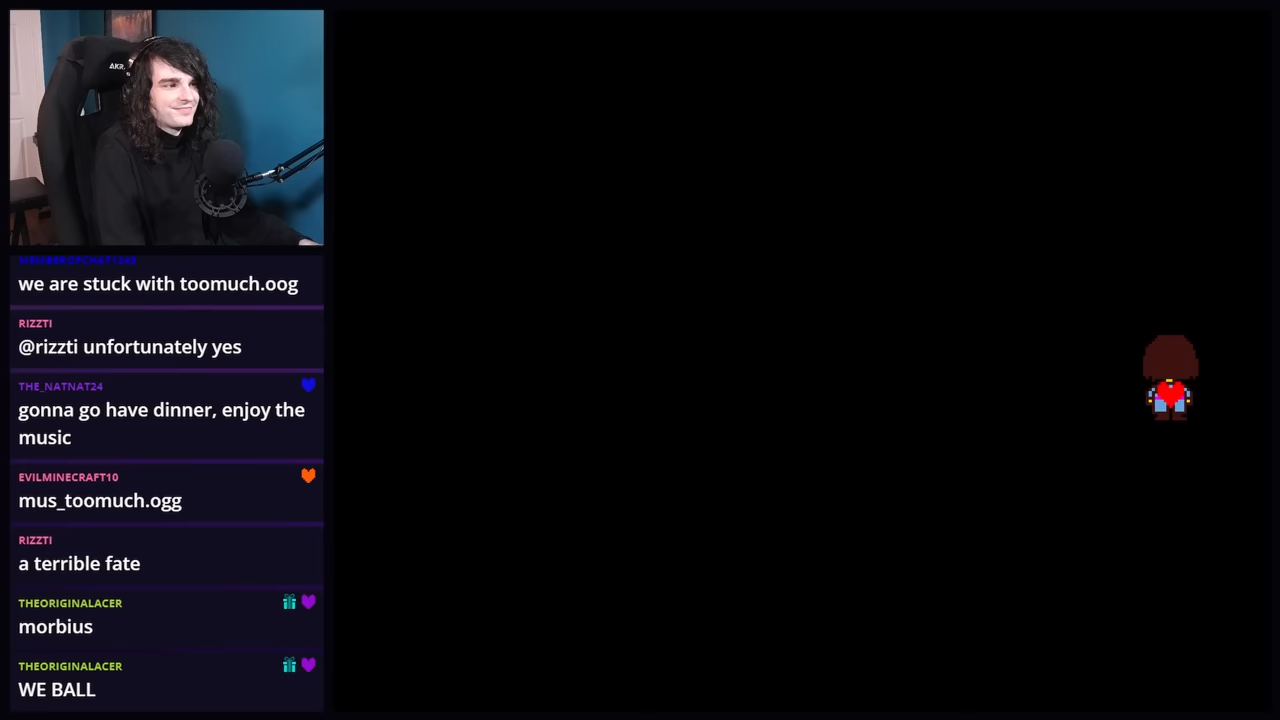 AKR
we are stuck with toomuch.oog
RIZZTI
@rizzti unfortunately yes
THE_NATNAT24
gonna go have dinner, enjoy the
music
EVILMINECRAFT10
mus_toomuch.ogg
RIZZTI
a terrible fate
THEORIGINALACER
morbius
THEORIGINALACER
WE BALL